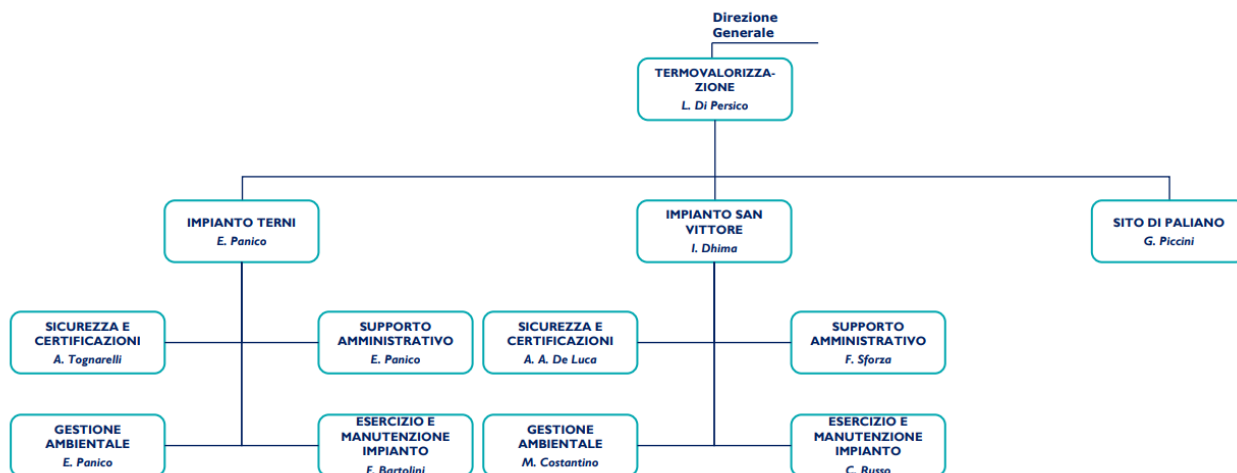 Direzione
Generale
TERMOVALORIZZA-
ZIONE
L. Di Persico
IMPIANTO TERNI
E. Panico
IMPIANTO SAN
VITTORE
I. Dhima
SITO DI PALIANO
G. Piccini
SICUREZZA E
CERTIFICAZIONI
A. Tognarelli
SUPPORTO
AMMINISTRATIVO
E. Panico
SICUREZZA E
CERTIFICAZIONI
A. A. De Luca
SUPPORTO
AMMINISTRATIVO
F. Sforza
GESTIONE
AMBIENTALE
E. Panico
ESERCIZIO E
MANUTENZIONE
IMPIANTO
F. Bartolini
GESTIONE
AMBIENTALE
M. Costantino
ESERCIZIO E
MANUTENZIONE
IMPIANTO
C. Russo